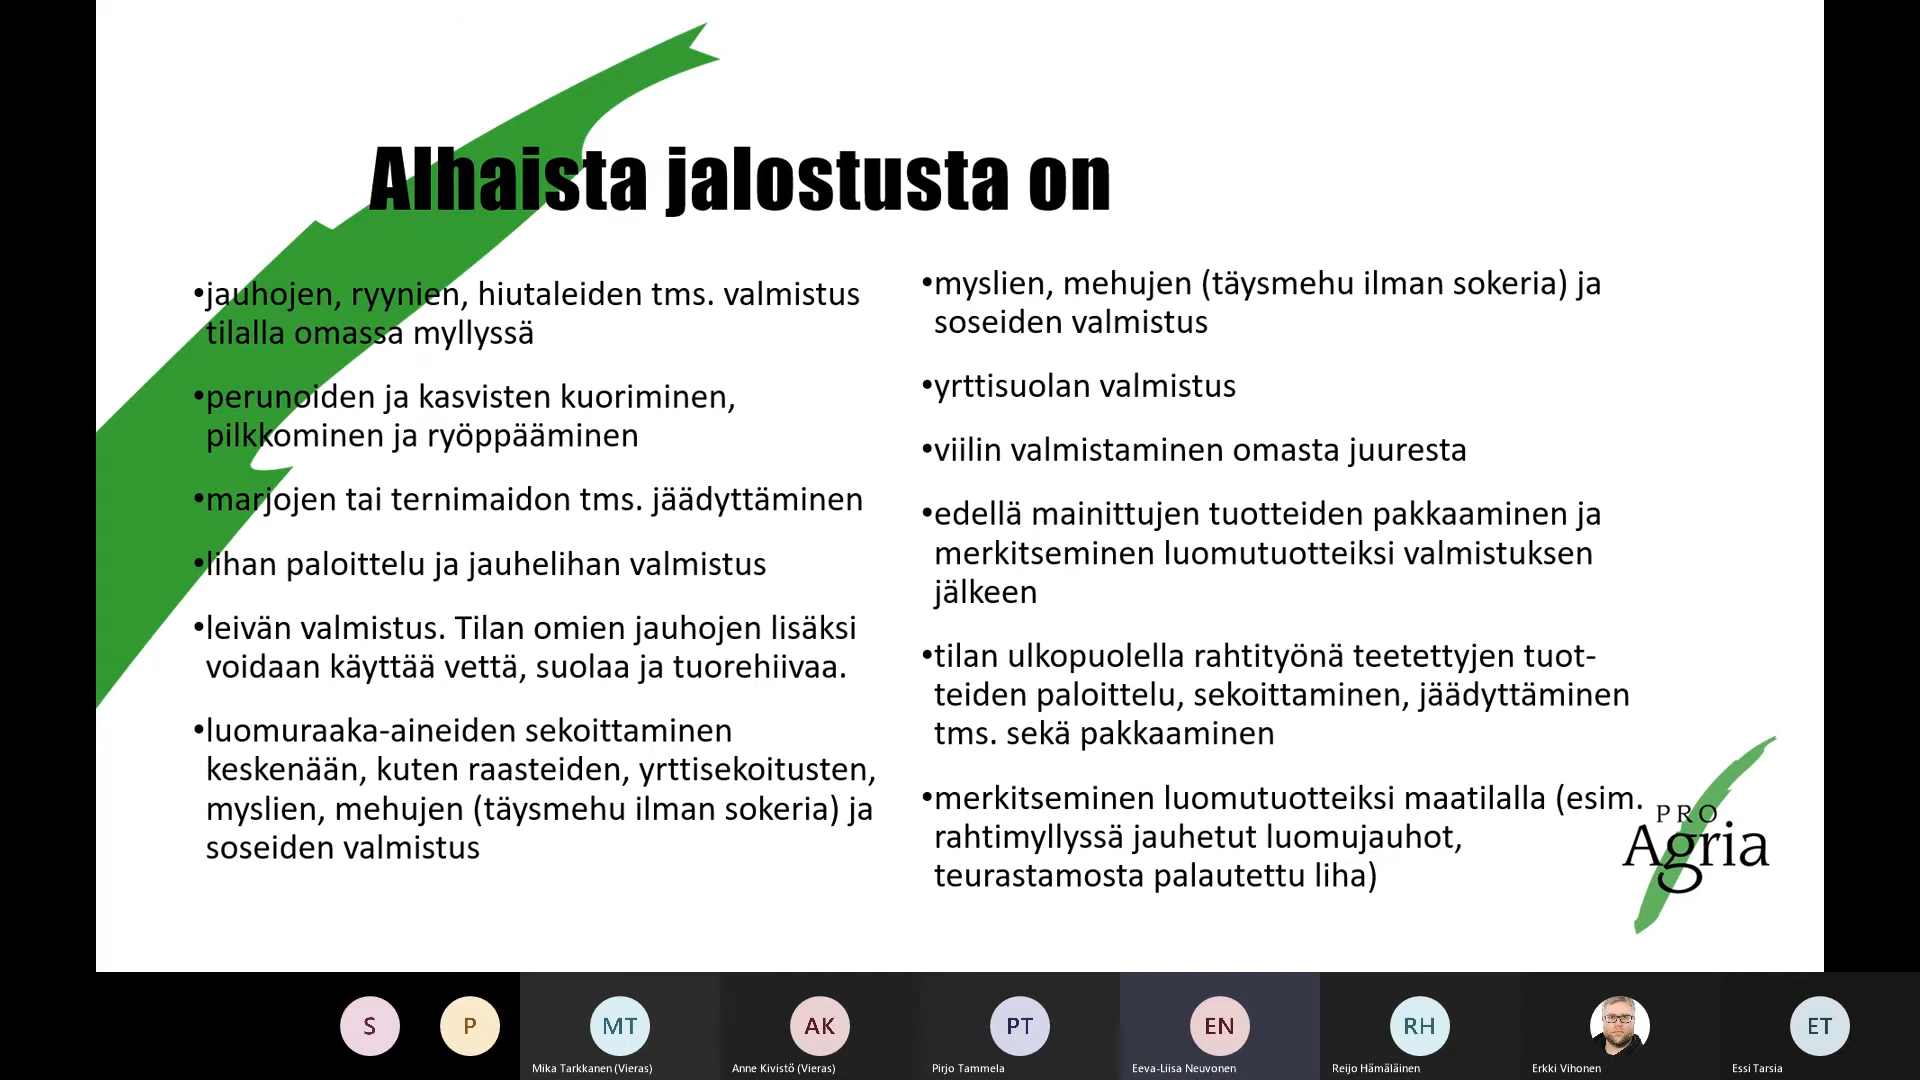 Alhaista jalostusta on
•jauhojen, ryynien, hiutaleiden tms. valmistus
tilalla omassa myllyssä
•perunoiden ja kasvisten kuoriminen,
pilkkominen ja ryöppääminen
•marjojen tai ternimaidon tms. jäädyttäminen
•lihan paloittelu ja jauhelihan valmistus
•leivän valmistus. Tilan omien jauhojen lisäksi
voidaan käyttää vettä, suolaa ja tuorehiivaa.
•luomuraaka-aineiden sekoittaminen
keskenään, kuten raasteiden, yrttisekoitusten,
myslien, mehujen (täysmehu ilman sokeria) ja
soseiden valmistus
•myslien, mehujen (täysmehu ilman sokeria) ja
soseiden valmistus
•yrttisuolan valmistus
•viilin valmistaminen omasta juuresta
•edellä mainittujen tuotteiden pakkaaminen ja
merkitseminen luomutuotteiksi valmistuksen
jälkeen
•tilan ulkopuolella rahtityönä teetettyjen tuot-
teiden paloittelu, sekoittaminen, jäädyttäminen
tms. sekä pakkaaminen
•merkitseminen luomutuotteiksi maatilalla (esim.
rahtimyllyssä jauhetut luomujauhot,
teurastamosta palautettu liha)
PRO
Agria
S
P
MT
AK
PT
EN
RH
ET
Mika Tarkkanen (Vieras)
Anne Kivistö (Vieras)
Pirjo Tammela
Eeva-Liisa Neuvonen
Reijo Hämäläinen
Erkki Vihonen
Essi Tarsia